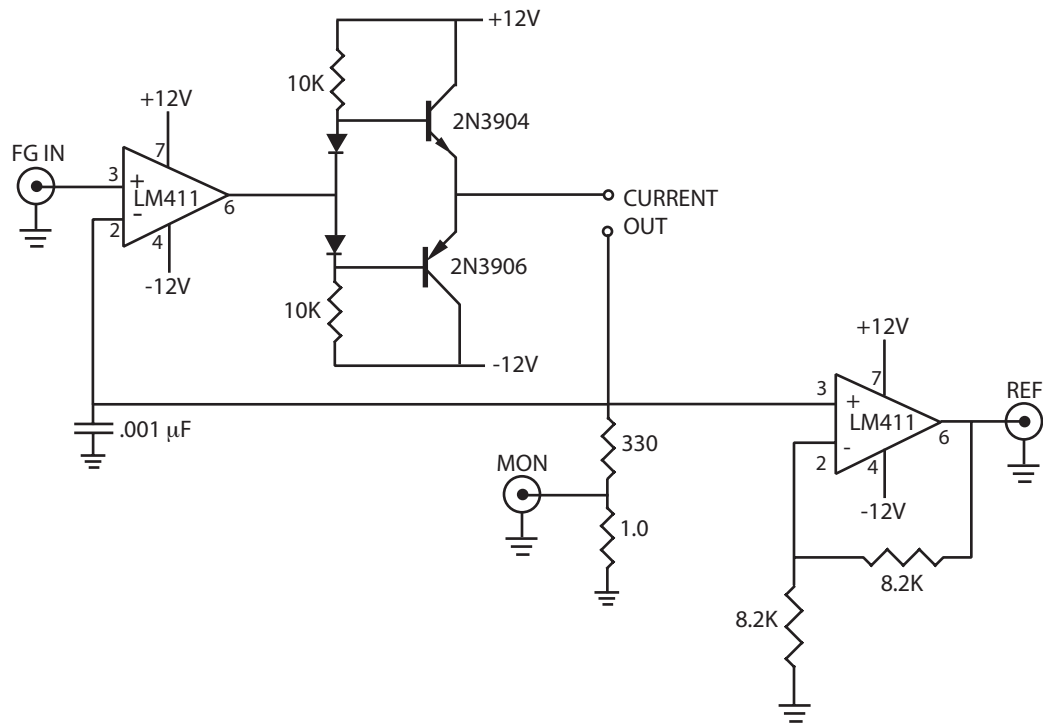 +12V
10K
2N3904
+12V
FG IN
7
3
+
LM411
-
6
2
4
-12V
CURRENT
OUT
2N3906
10K
-12V
.001 μF
+12V
7
3
+
LM411
-
6
2
4
-12V
REF
330
MON
1.0
8.2K
8.2K